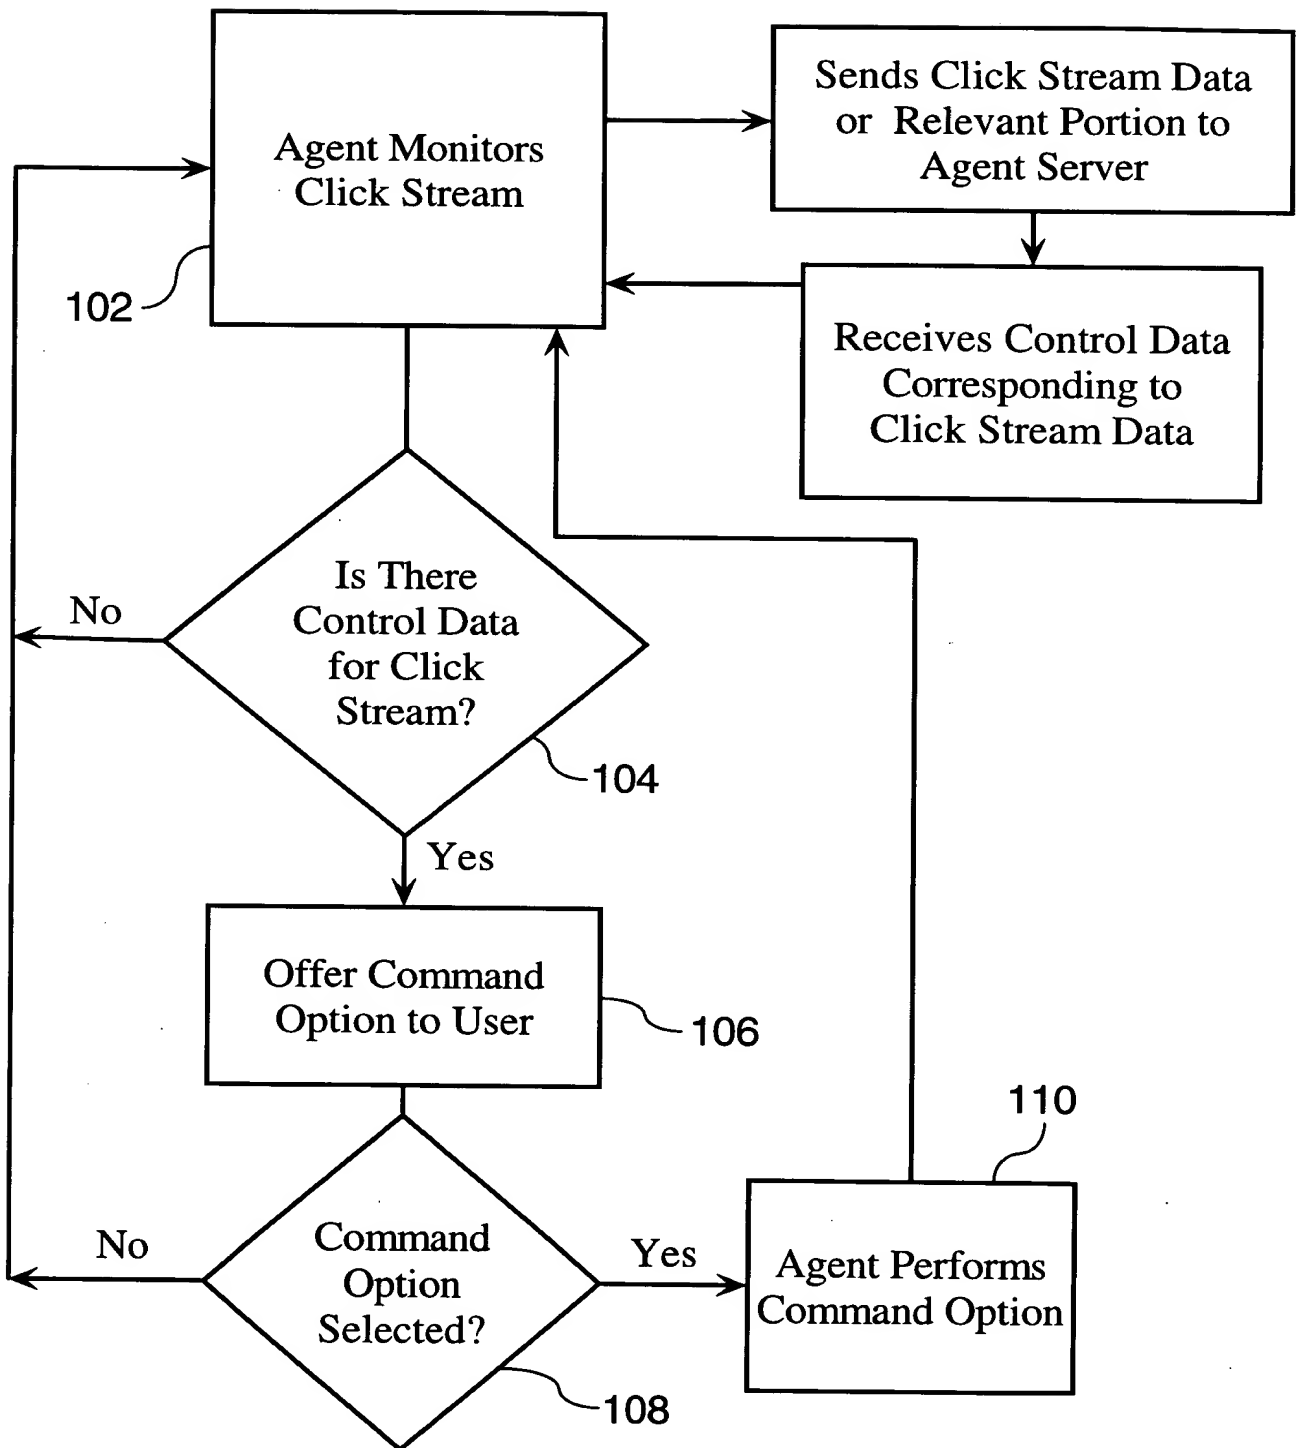 Agent Monitors
Click Stream
102
Sends Click Stream Data
or Relevant Portion to
Agent Server
Receives Control Data
Corresponding to
Click Stream Data
Is There
Control Data
for Click
Stream?
No
104
Yes
Offer Command
Option to User
106
Command
Option
Selected?
No
Yes
108
110
Agent Performs
Command Option